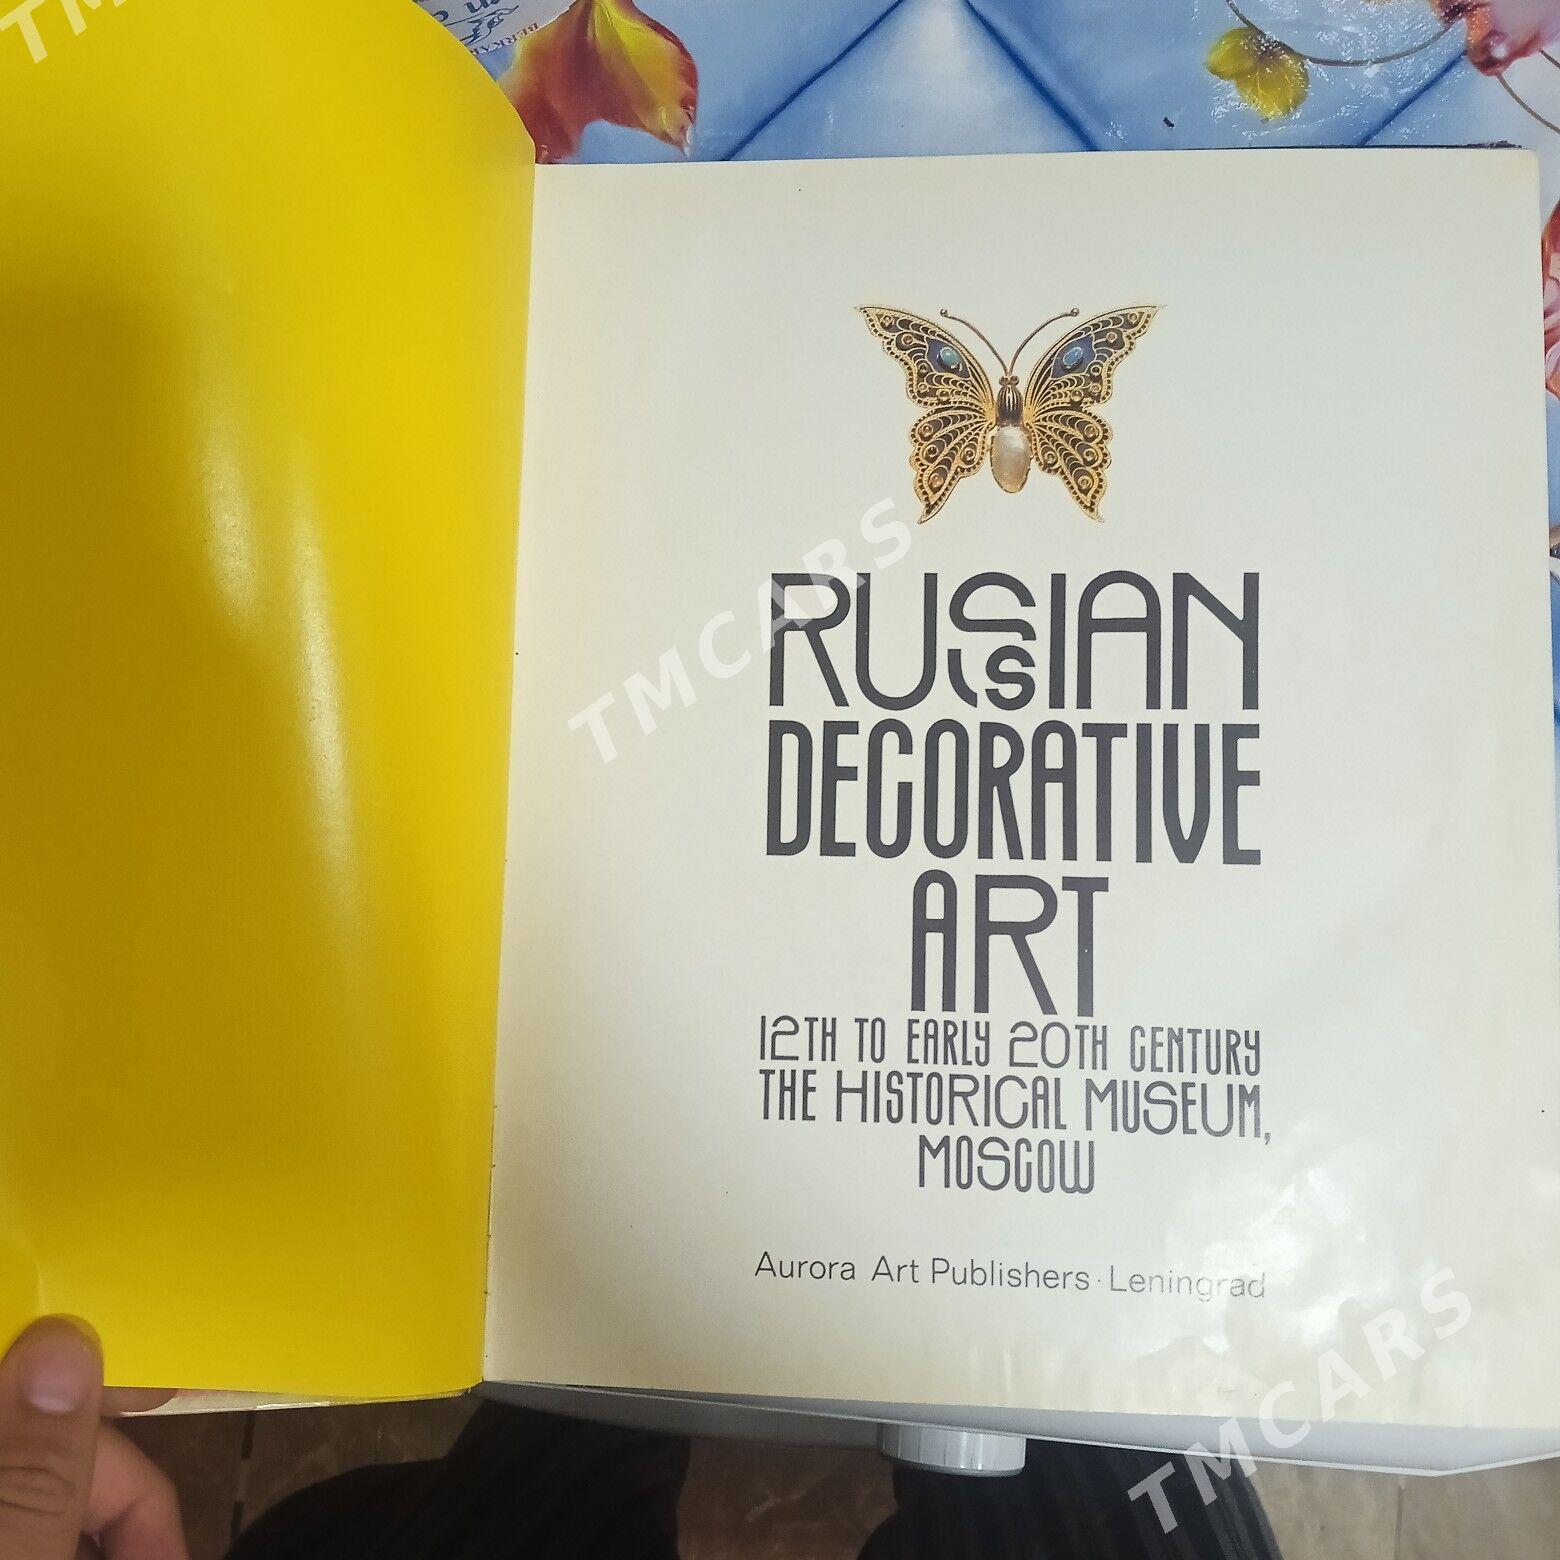 RUSSIAN
DECORATIVE
ART
12TH TO EARLY 20TH CENTURY
THE HISTORICAL MUSEUM,
MOSCOW
Aurora Art Publishers · Leningrad
TMCARS
TMCARS